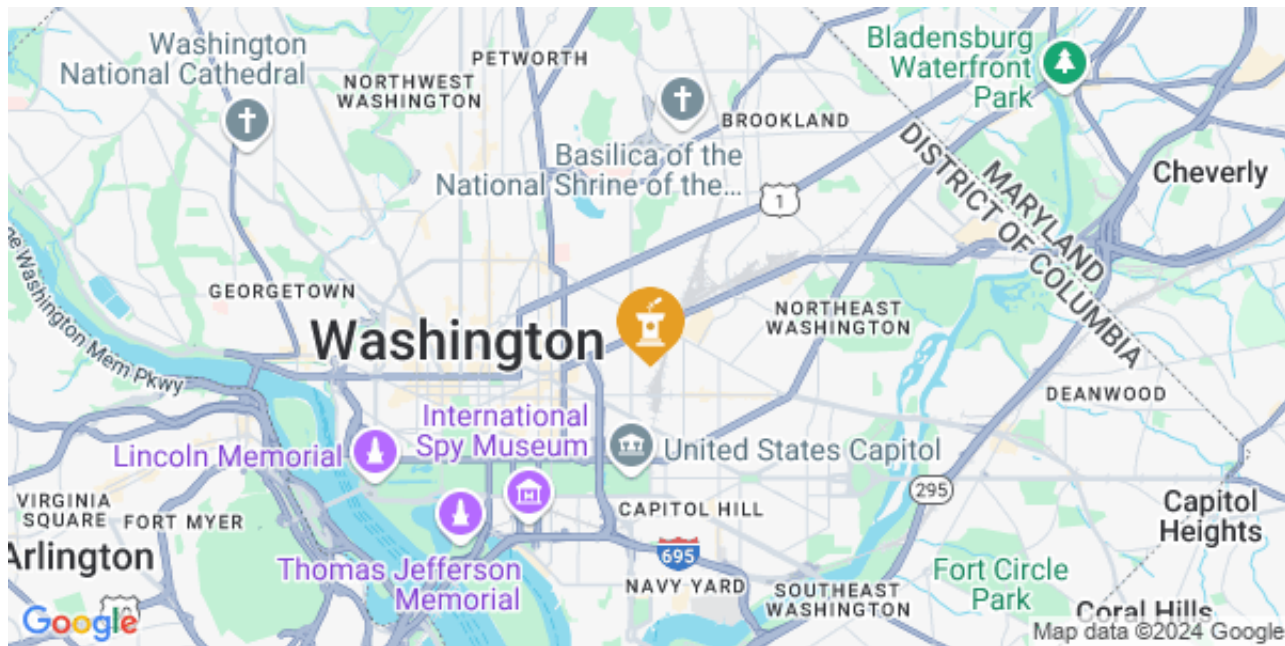 Washington
National Cathedral
NORTHWEST
WASHINGTON
PETWORTH
BROOKLAND
Bladensburg
Waterfront
Park
Basilica of the
National Shrine of the...
1
MARYLAND
DISTRICT OF COLUMBIA
Cheverly
Washington Mem Pkwy
GEORGETOWN
Washington
NORTHEAST
WASHINGTON
DEANWOOD
International
Spy Museum
Lincoln Memorial
United States Capitol
295
VIRGINIA
SQUARE
FORT MYER
CAPITOL HILL
Capitol
Heights
Arlington
695
Thomas Jefferson
Memorial
NAVY YARD
SOUTHEAST
WASHINGTON
Fort Circle
Park
Coral Hills
Google
Map data ©2024 Google